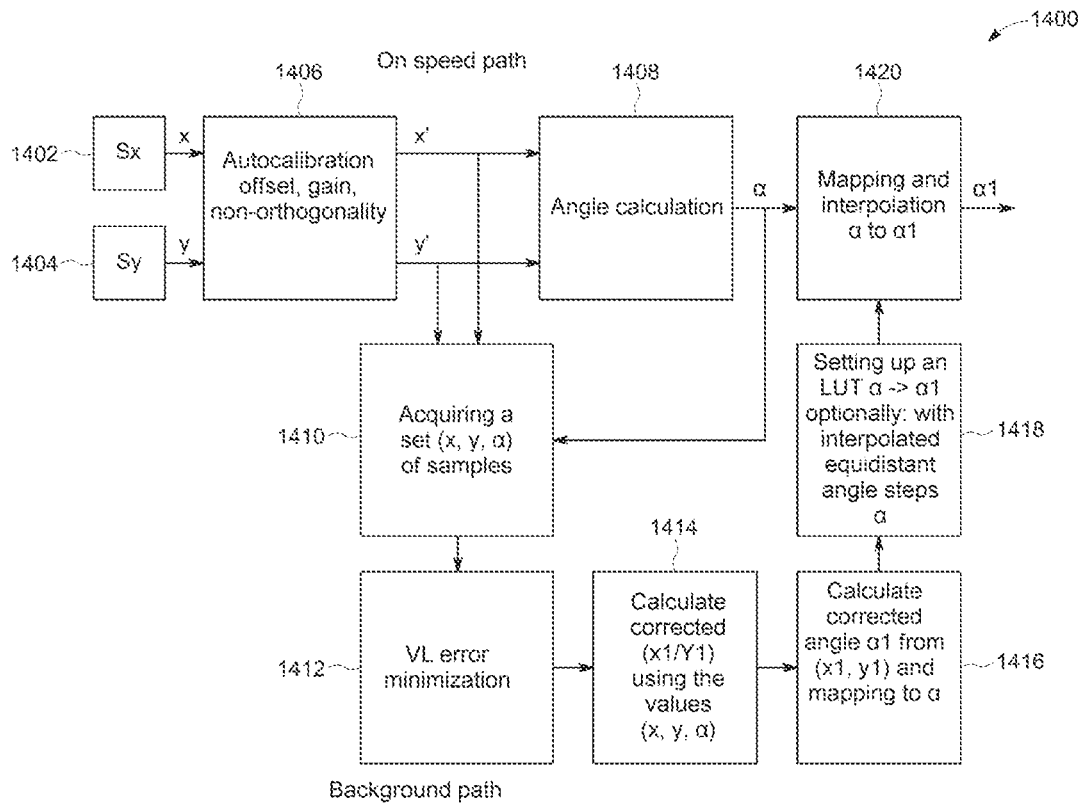 1400
On speed path
1406
1408
1420
1402
Sx
x
Autocalibration
offset, gain,
non-orthogonality
x'
Angle calculation
α
Mapping and
interpolation
α to α1
α1
1404
Sy
y
y'
1410
Acquiring a
set (x, y, α)
of samples
Setting up an
LUT α -> α1
optionally: with
interpolated
equidistant
angle steps
α
1418
1414
1412
VL error
minimization
Calculate
corrected
(x1/Y1)
using the
values
(x, y, α)
Calculate
corrected
angle α1 from
(x1, y1) and
mapping to α
1416
Background path